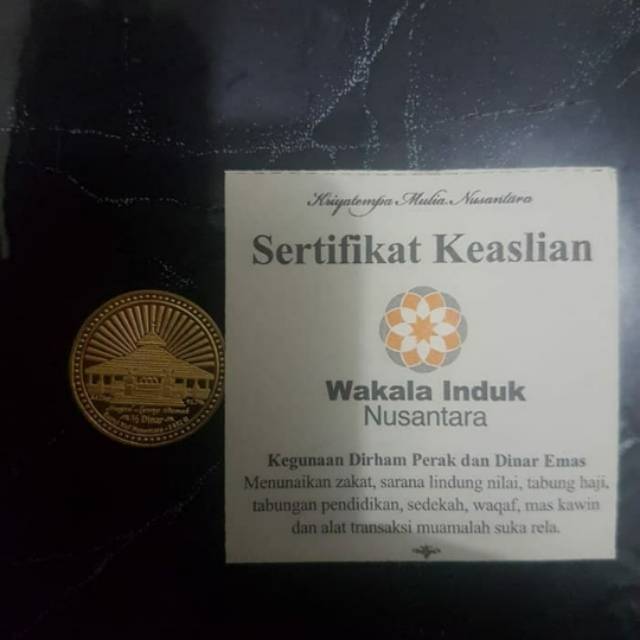 Kriyatempa Mulia Nusantara
Sertifikat Keaslian
Wakala Induk
Nusantara
Kegunaan Dirham Perak dan Dinar Emas
Menunaikan zakat, sarana lindung nilai, tabung haji,
tabungan pendidikan, sedekah, waqaf, mas kawin
dan alat transaksi muamalah suka rela.
Dinar